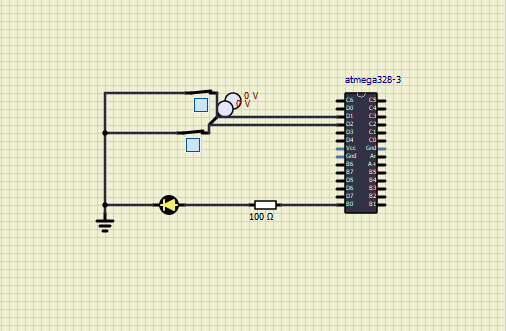 atmega328-3
0 V
0 V
C6 C5
D0 C4
D1 C3
D2 C2
D3 C1
D4 C0
Vcc Gnd
Gnd Ar
B6 A+
B7 B5
D5 B4
D6 B3
D7 B2
B0 B1
100 Ω